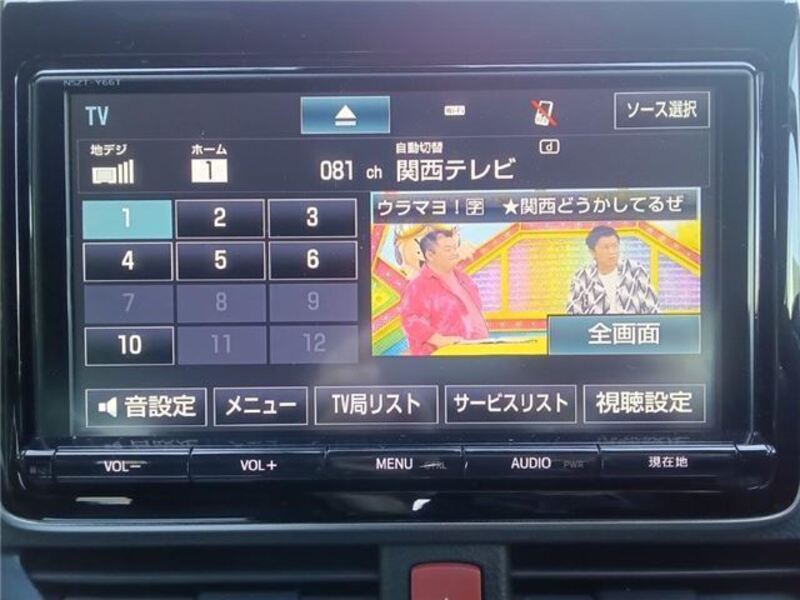 NSZT-Y66T
TV
Wi-Fi
ソース選択
地デジ ホーム 自動切替 d
1 081 ch 関西テレビ
ウラマヨ！字 ★関西どうかしてるぜ
1 2 3
4 5 6
7 8 9
10 11 12
全画面
音設定 メニュー TV局リスト サービスリスト 視聴設定
VOL− VOL+ MENU CTRL AUDIO PWR 現在地